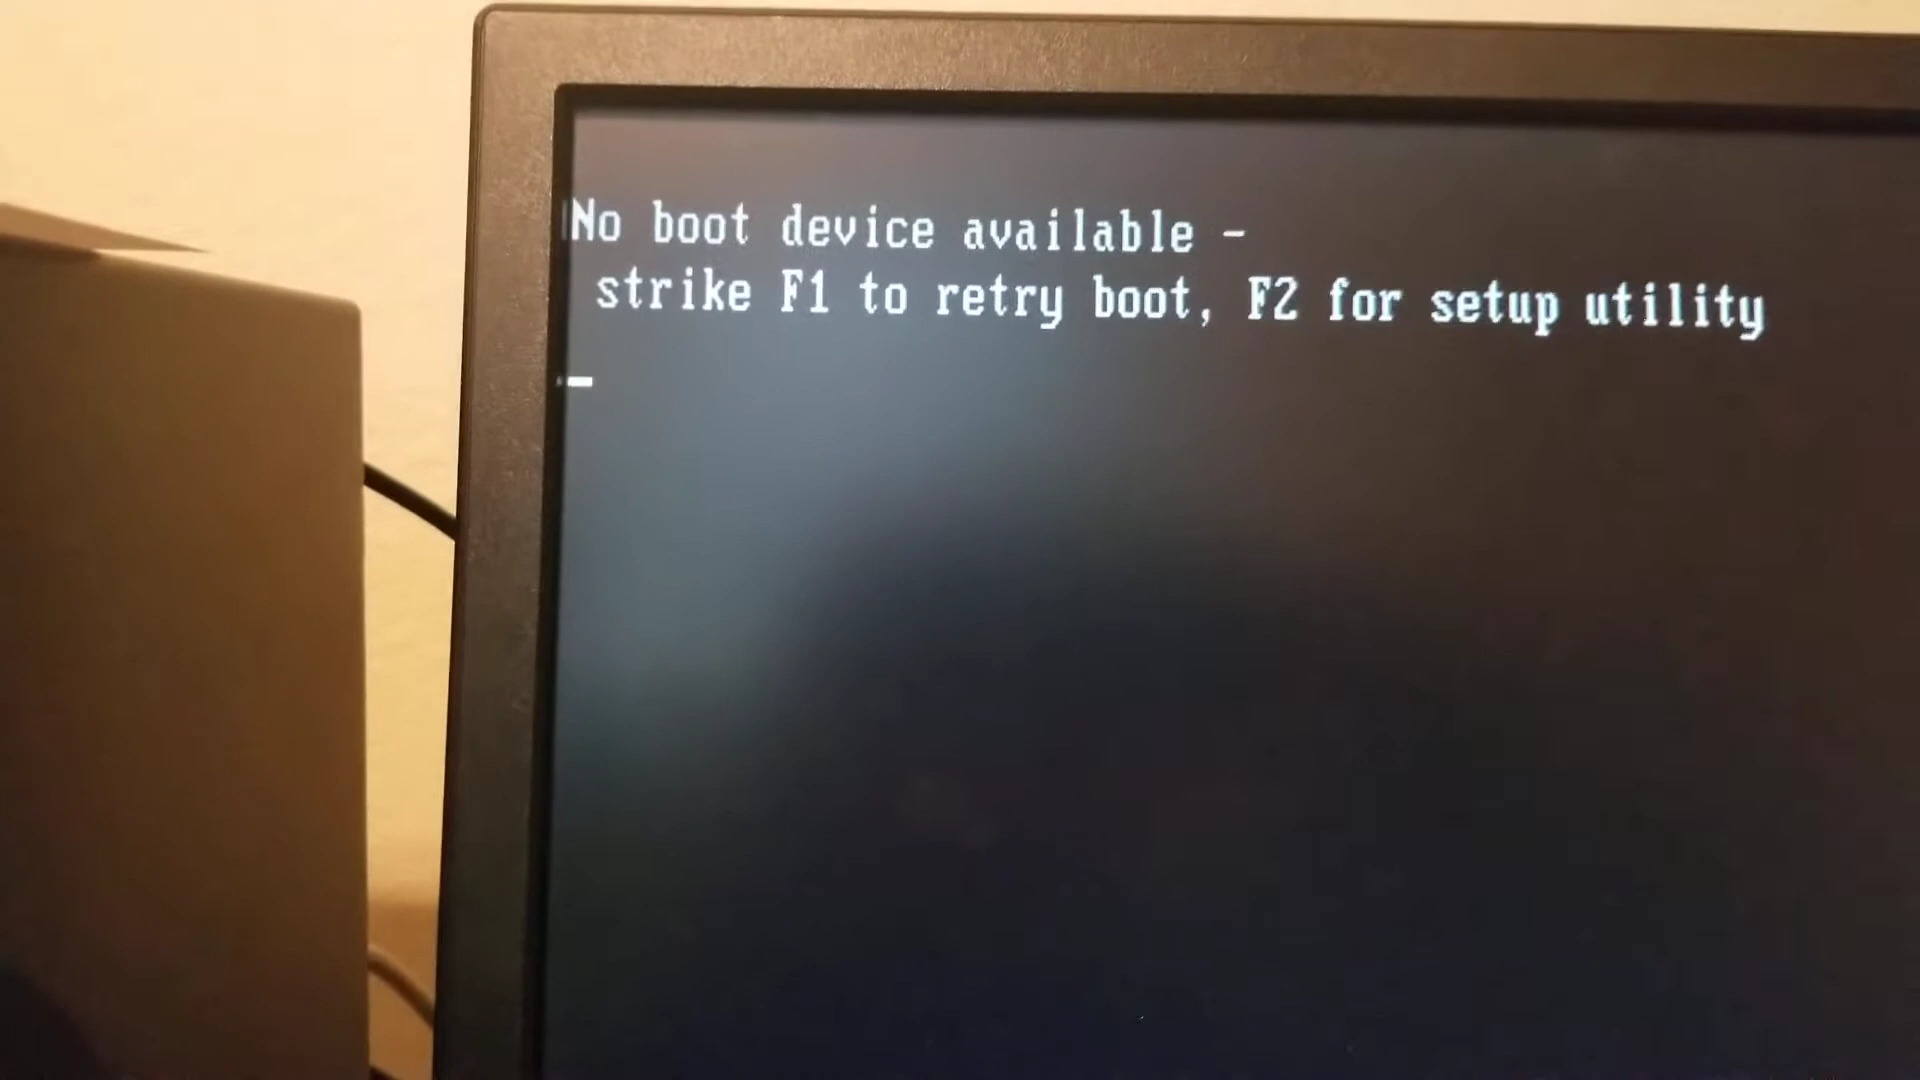 No boot device available -
strike F1 to retry boot, F2 for setup utility